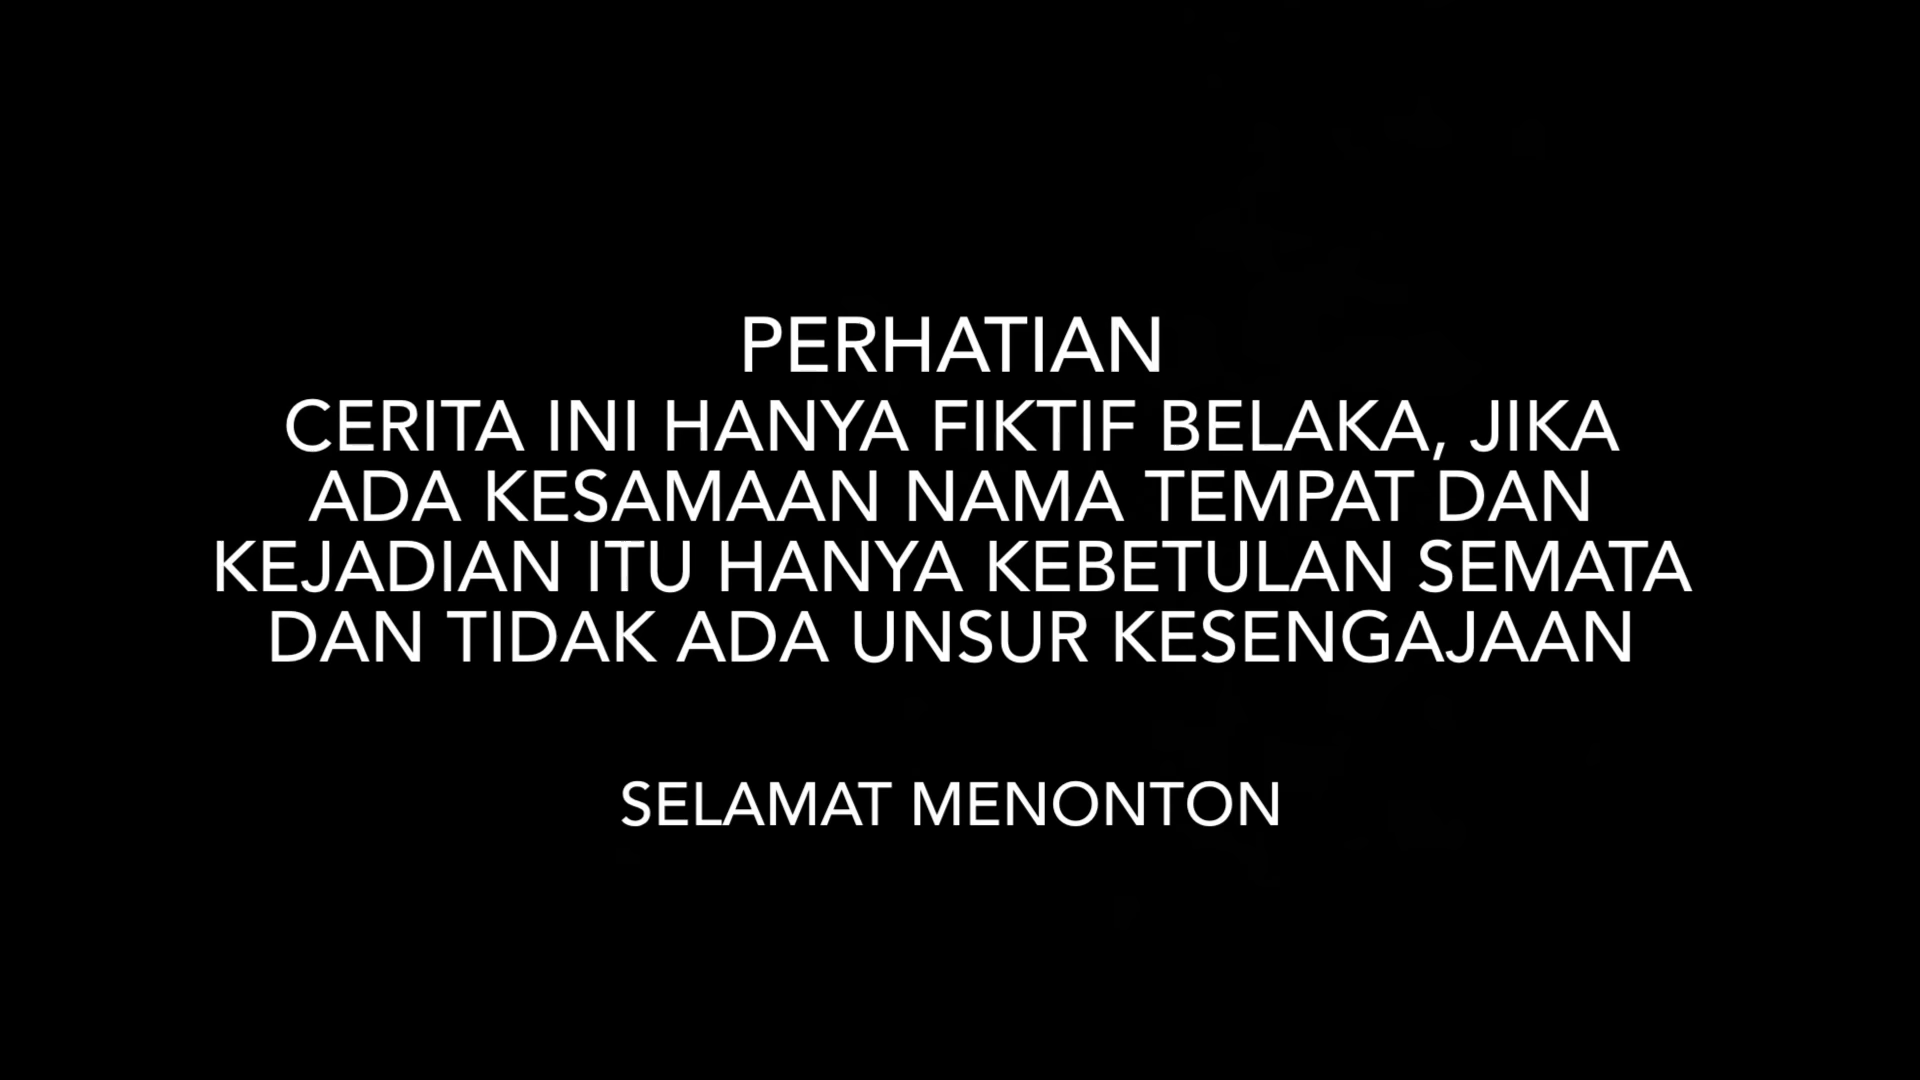 PERHATIAN
CERITA INI HANYA FIKTIF BELAKA, JIKA
ADA KESAMAAN NAMA TEMPAT DAN
KEJADIAN ITU HANYA KEBETULAN SEMATA
DAN TIDAK ADA UNSUR KESENGAJAAN
SELAMAT MENONTON